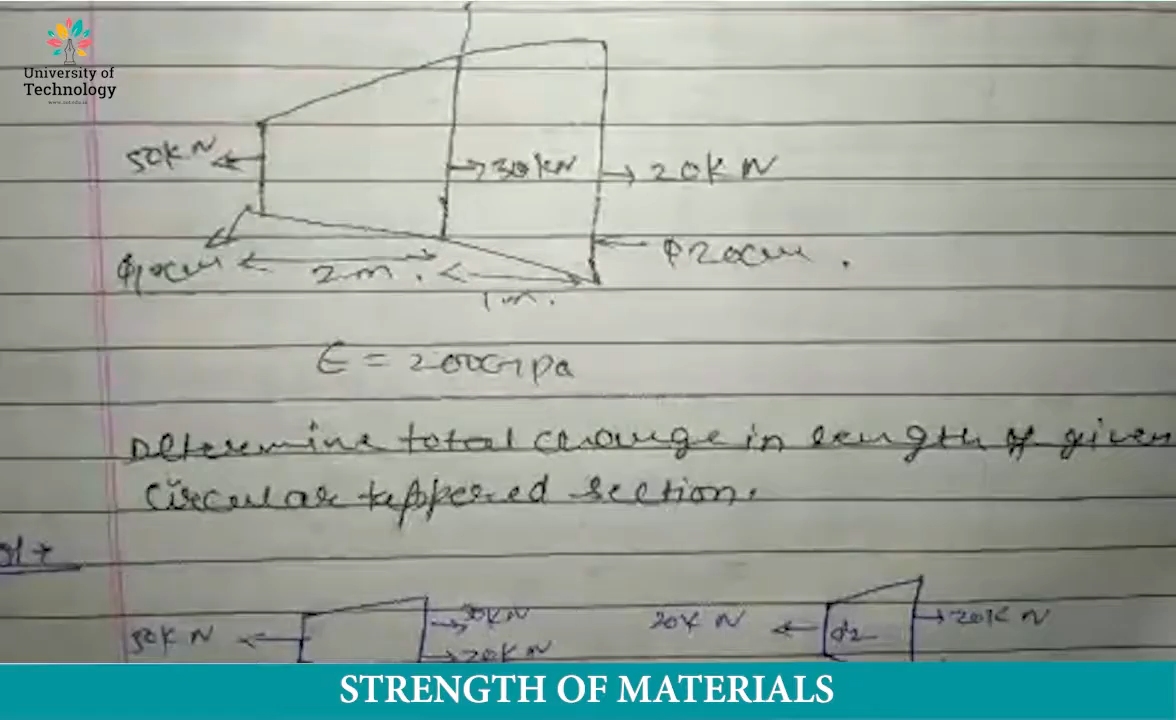 University of
Technology
50KN
30KN
20KN
ϕ10cm
2m.
1m.
ϕ20cm.
E = 200GPa
Determine total change in length of given
circular tappered section.
50KN
30KN
20KN
20KN
d2
20KN
STRENGTH OF MATERIALS